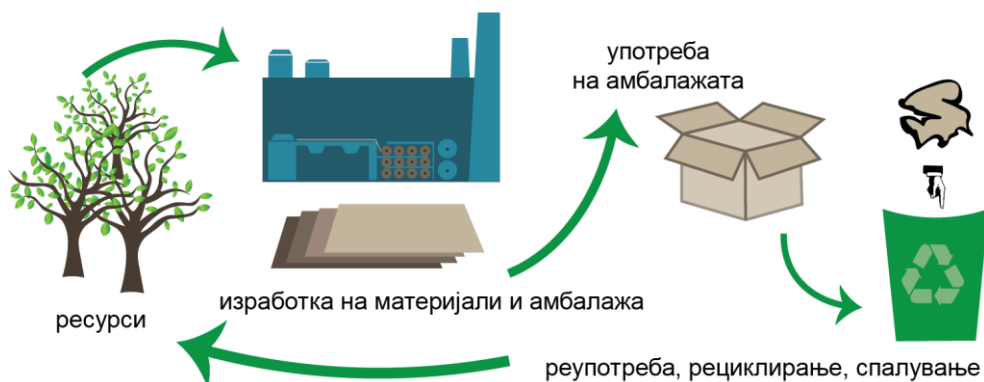 употреба
на амбалажата
ресурси
изработка на материјали и амбалажа
реупотреба, рециклирање, спалување